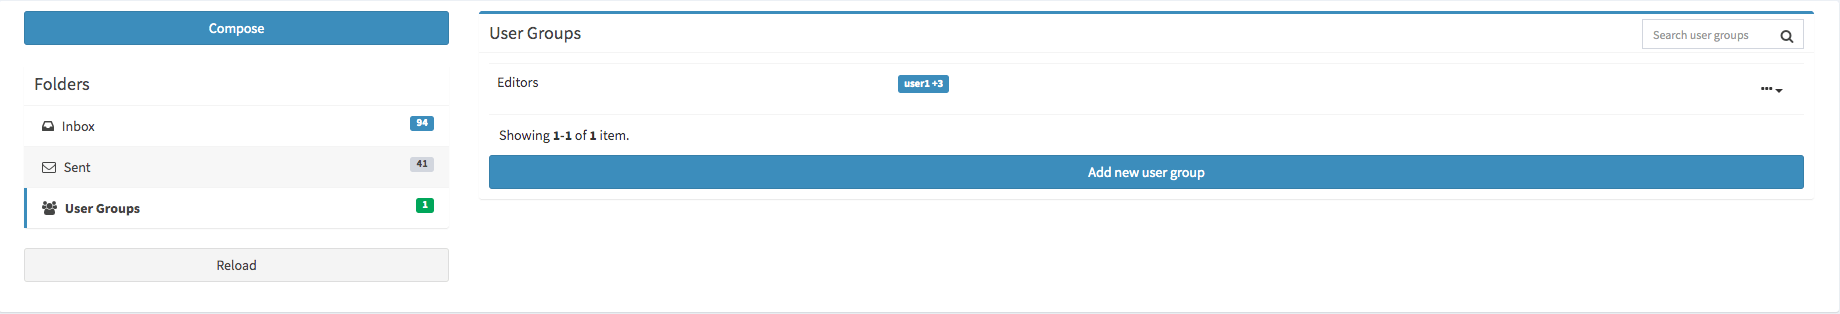 Compose
Folders
Inbox 94
Sent 41
User Groups 1
Reload
User Groups
Search user groups
Editors user1 +3
Showing 1-1 of 1 item.
Add new user group